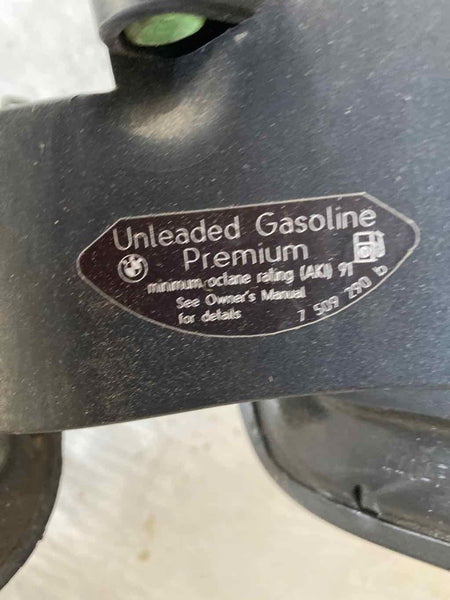 Unleaded Gasoline
Premium
minimum octane rating (AKI) 91
See Owner's Manual
for details
7 509 290 b